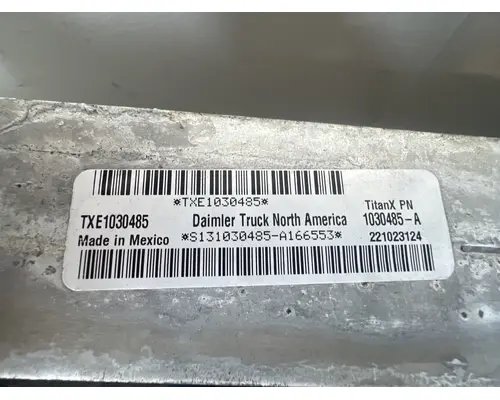 *TXE1030485* TitanX PN
TXE1030485 Daimler Truck North America 1030485-A
Made in Mexico *S131030485-A166553* 221023124